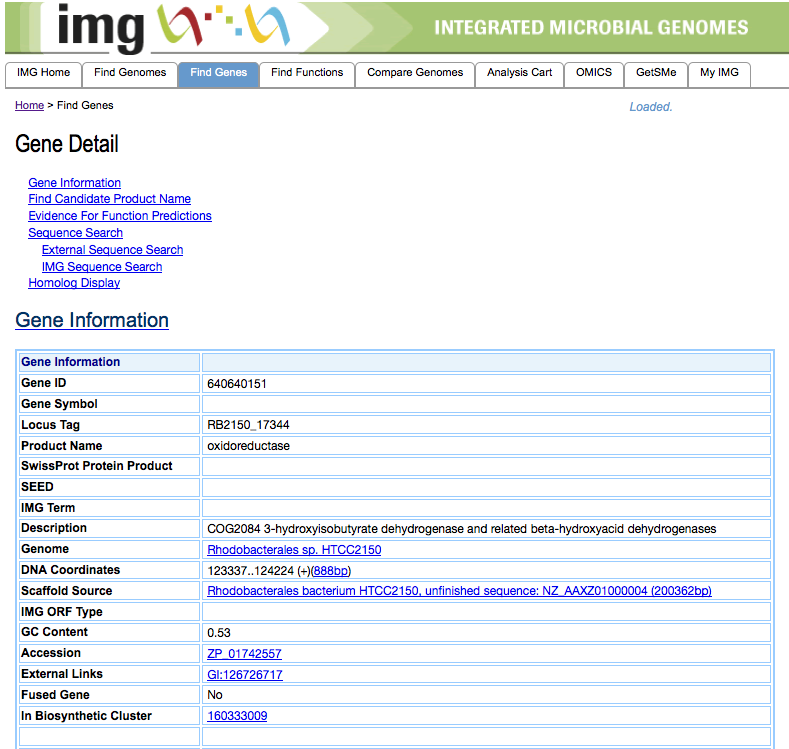 img
INTEGRATED MICROBIAL GENOMES
IMG Home Find Genomes Find Genes Find Functions Compare Genomes Analysis Cart OMICS GetSMe My IMG
Home > Find Genes Loaded.
Gene Detail
Gene Information
Find Candidate Product Name
Evidence For Function Predictions
Sequence Search
External Sequence Search
IMG Sequence Search
Homolog Display
Gene Information
Gene Information
Gene ID 640640151
Gene Symbol
Locus Tag RB2150_17344
Product Name oxidoreductase
SwissProt Protein Product
SEED
IMG Term
Description COG2084 3-hydroxyisobutyrate dehydrogenase and related beta-hydroxyacid dehydrogenases
Genome Rhodobacterales sp. HTCC2150
DNA Coordinates 123337..124224 (+)(888bp)
Scaffold Source Rhodobacterales bacterium HTCC2150, unfinished sequence: NZ_AAXZ01000004 (200362bp)
IMG ORF Type
GC Content 0.53
Accession ZP_01742557
External Links GI:126726717
Fused Gene No
In Biosynthetic Cluster 160333009